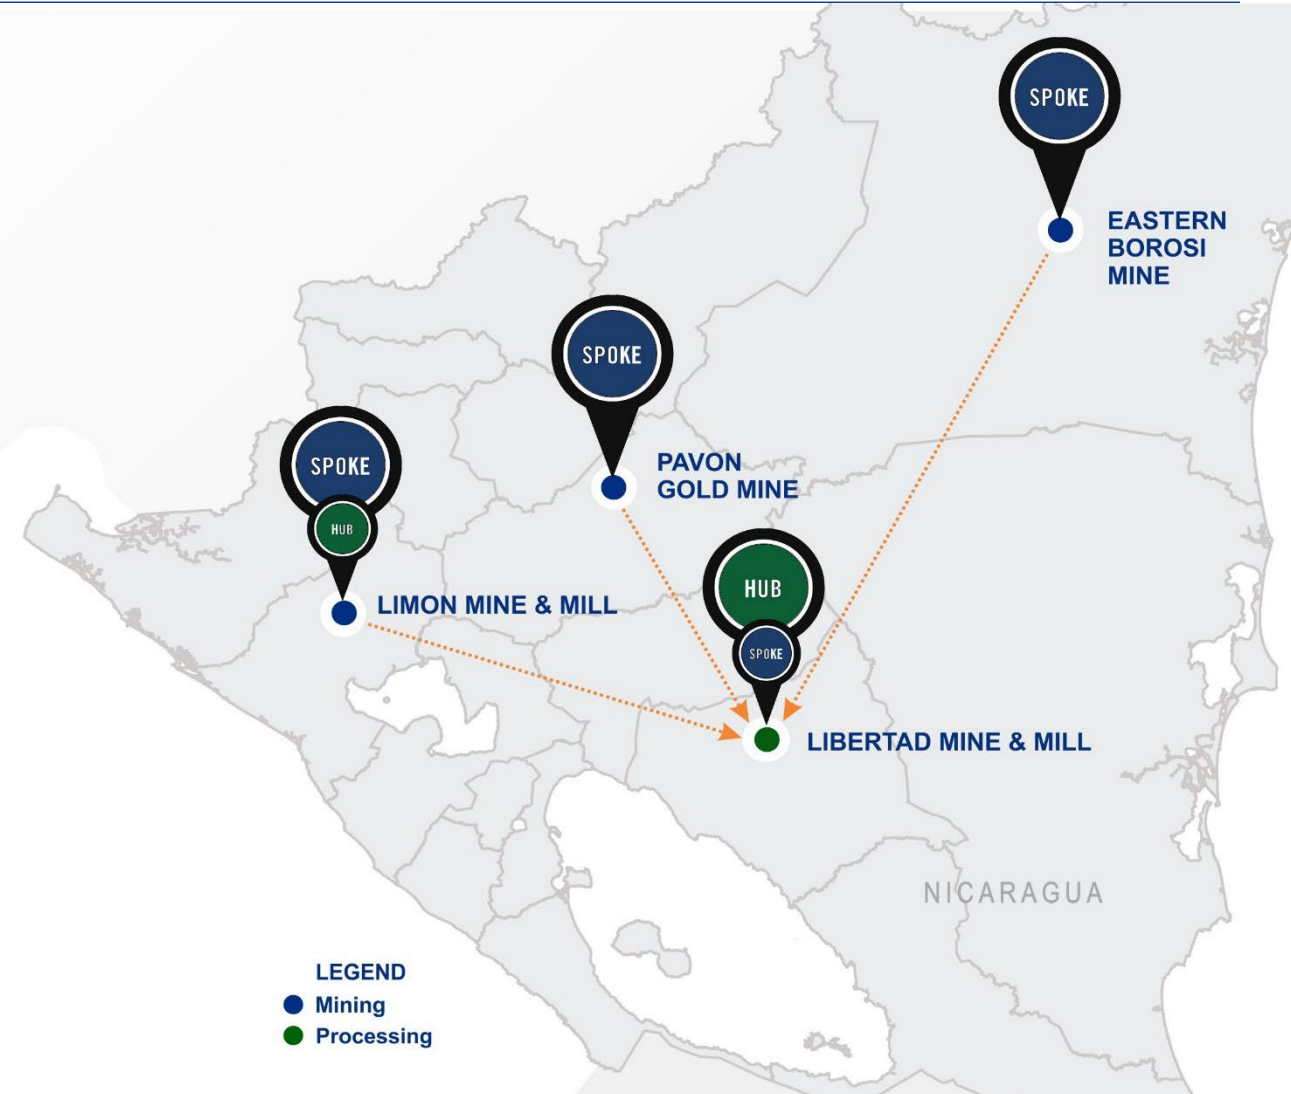 SPOKE
EASTERN
BOROSI
MINE
SPOKE
SPOKE
HUB
PAVON
GOLD MINE
HUB
SPOKE
LIMON MINE & MILL
LIBERTAD MINE & MILL
NICARAGUA
LEGEND
Mining
Processing